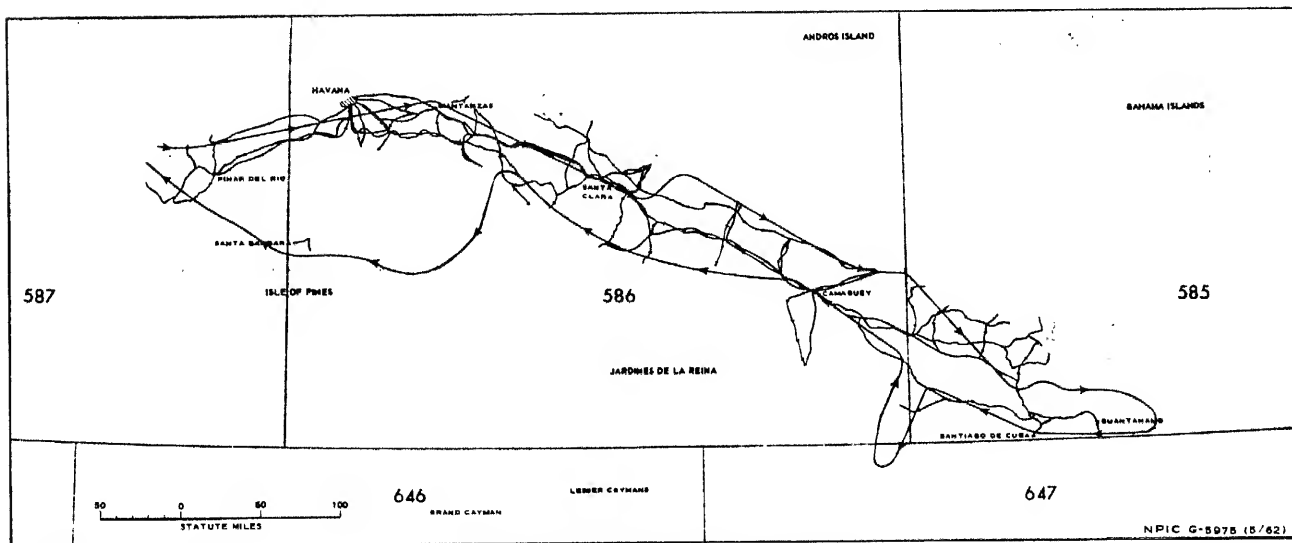 ANDROS ISLAND
HAVANA
BAHAMA ISLANDS
MANTANZAS
PINAR DEL RIO
SANTA
CLARA
SANTA BARBARA
587
ISLE OF PINES
586
CAMAGUEY
585
JARDINES DE LA REINA
GUANTANAMO
SANTIAGO DE CUBA
646
LESSER CAYMANS
647
50 0 50 100
STATUTE MILES
GRAND CAYMAN
NPIC G-5975 (5/62)